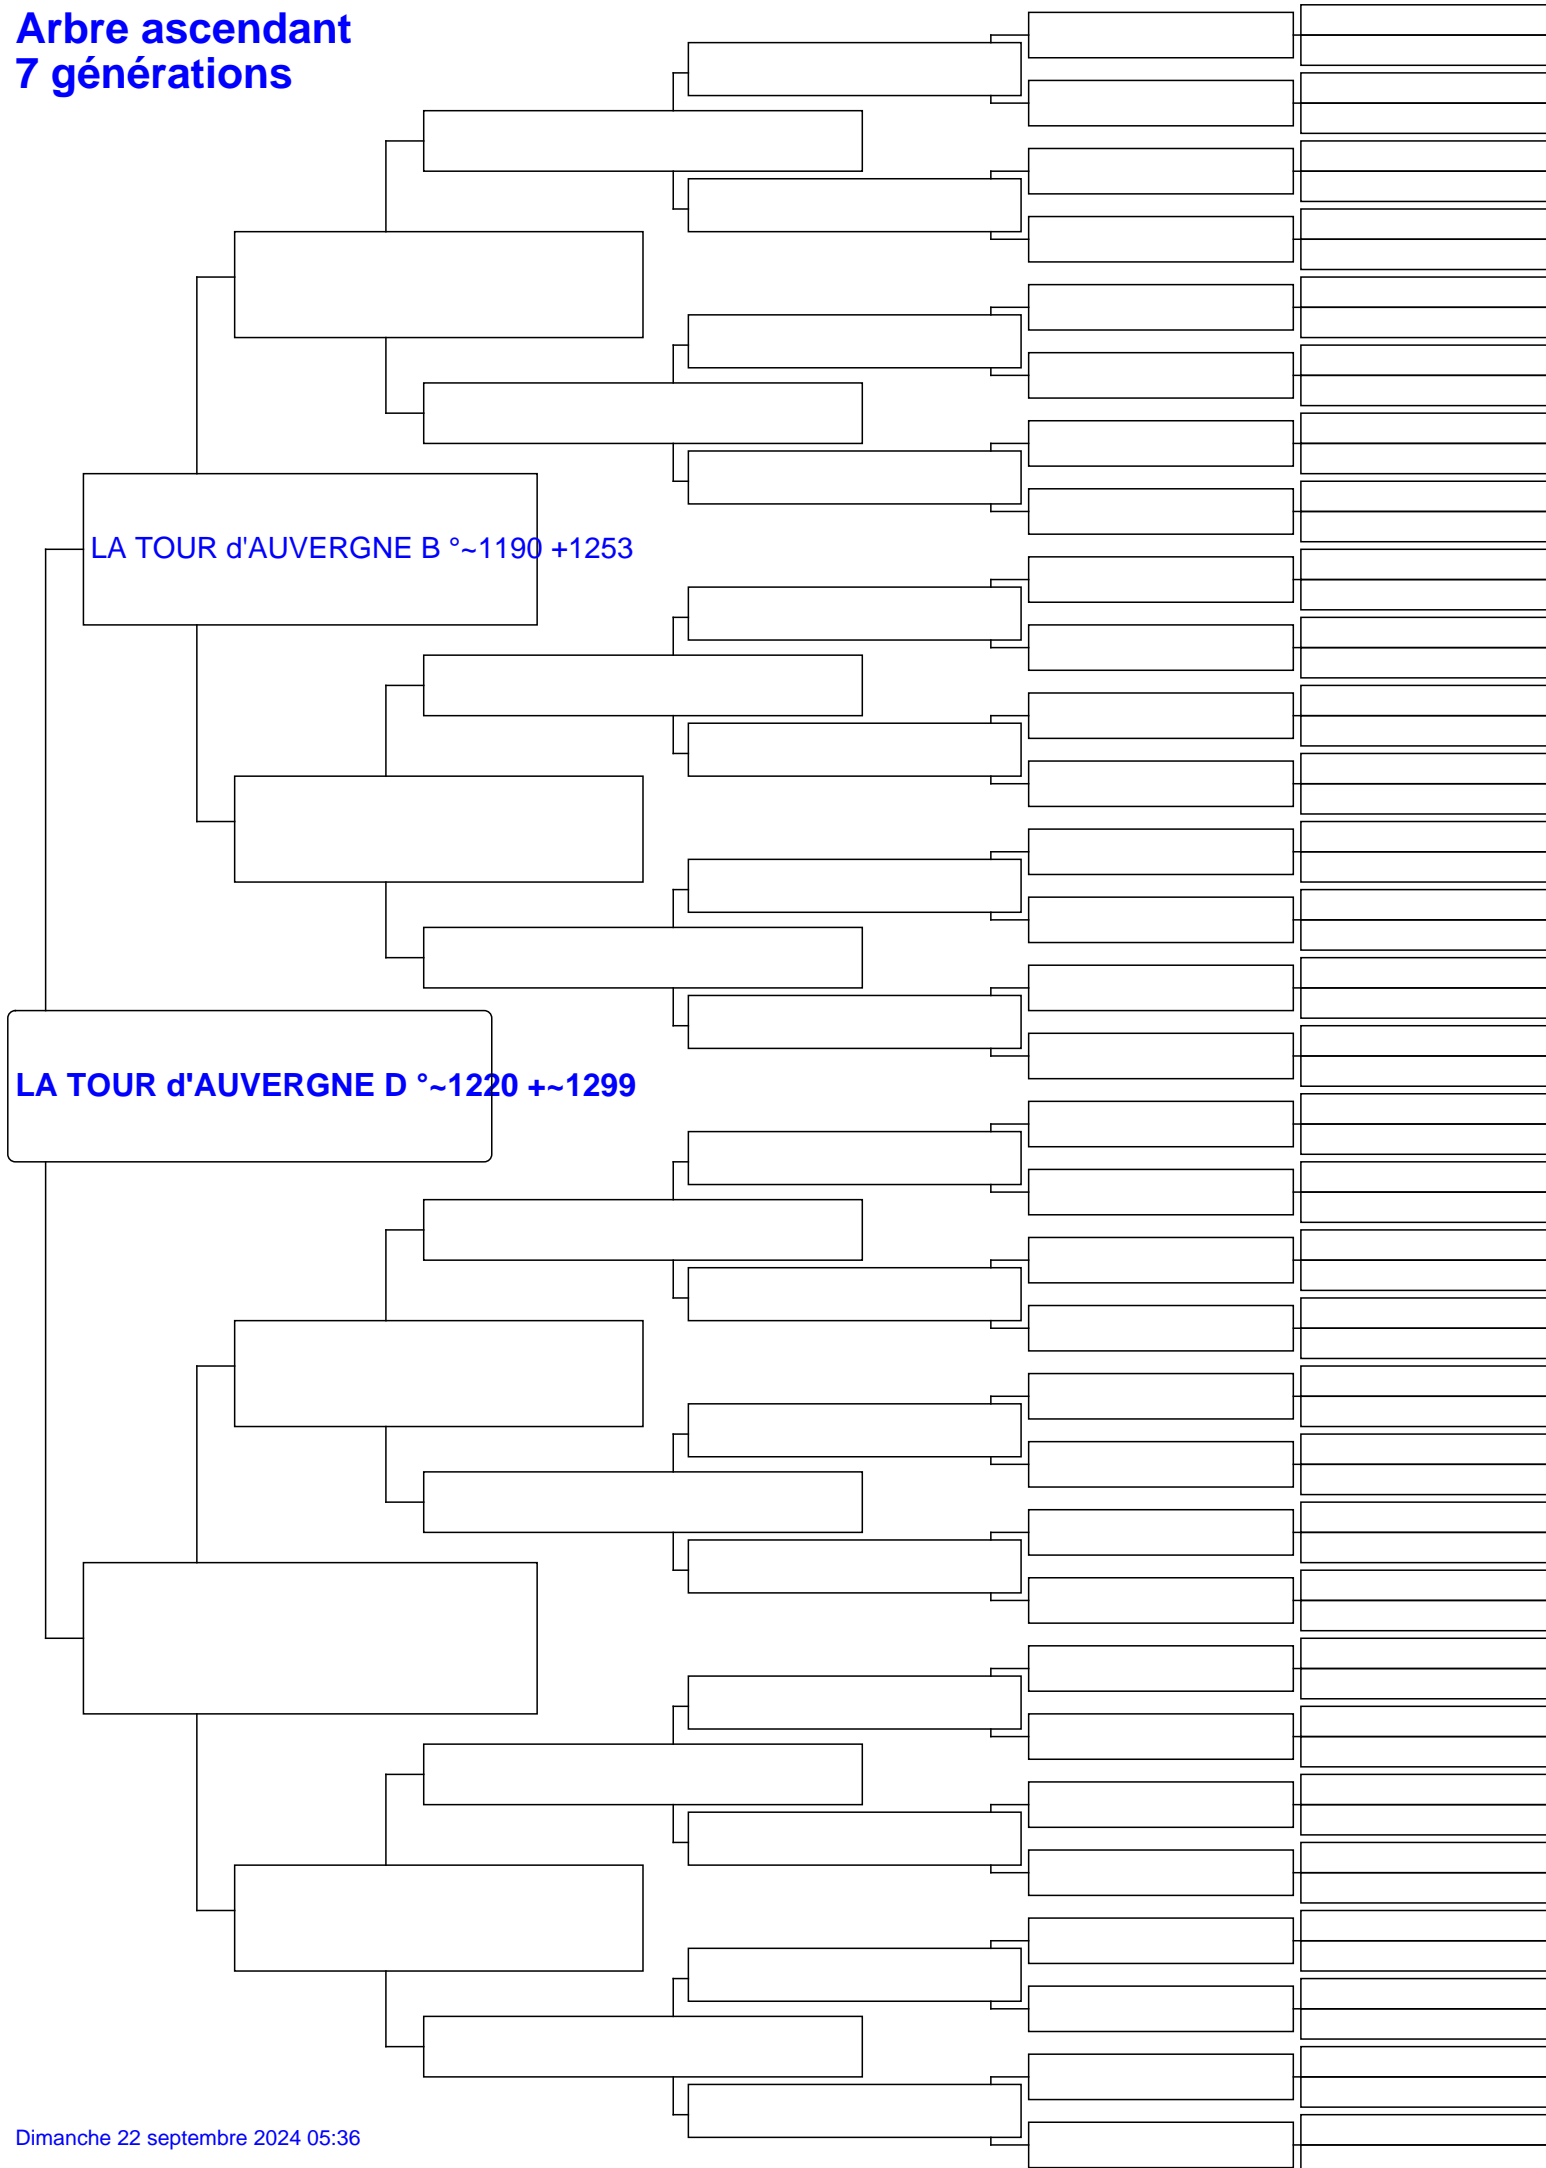 Arbre ascendant
7 générations
LA TOUR d'AUVERGNE B °~1190 +1253
LA TOUR d'AUVERGNE D °~1220 +~1299
Dimanche 22 septembre 2024 05:36